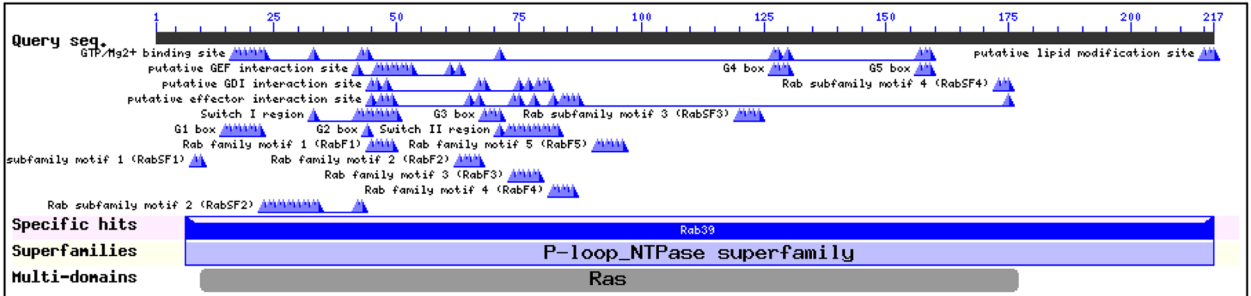 1 25 50 75 100 125 150 175 200 217
Query seq.
GTP/Mg2+ binding site putative lipid modification site
putative GEF interaction site G4 box G5 box
putative GDI interaction site Rab subfamily motif 4 (RabSF4)
putative effector interaction site
Switch I region G3 box Rab subfamily motif 3 (RabSF3)
G1 box G2 box Switch II region
Rab family motif 1 (RabF1) Rab family motif 5 (RabF5)
subfamily motif 1 (RabSF1) Rab family motif 2 (RabF2)
Rab family motif 3 (RabF3)
Rab family motif 4 (RabF4)
Rab subfamily motif 2 (RabSF2)
Specific hits Rab39
Superfamilies P-loop_NTPase superfamily
Multi-domains Ras